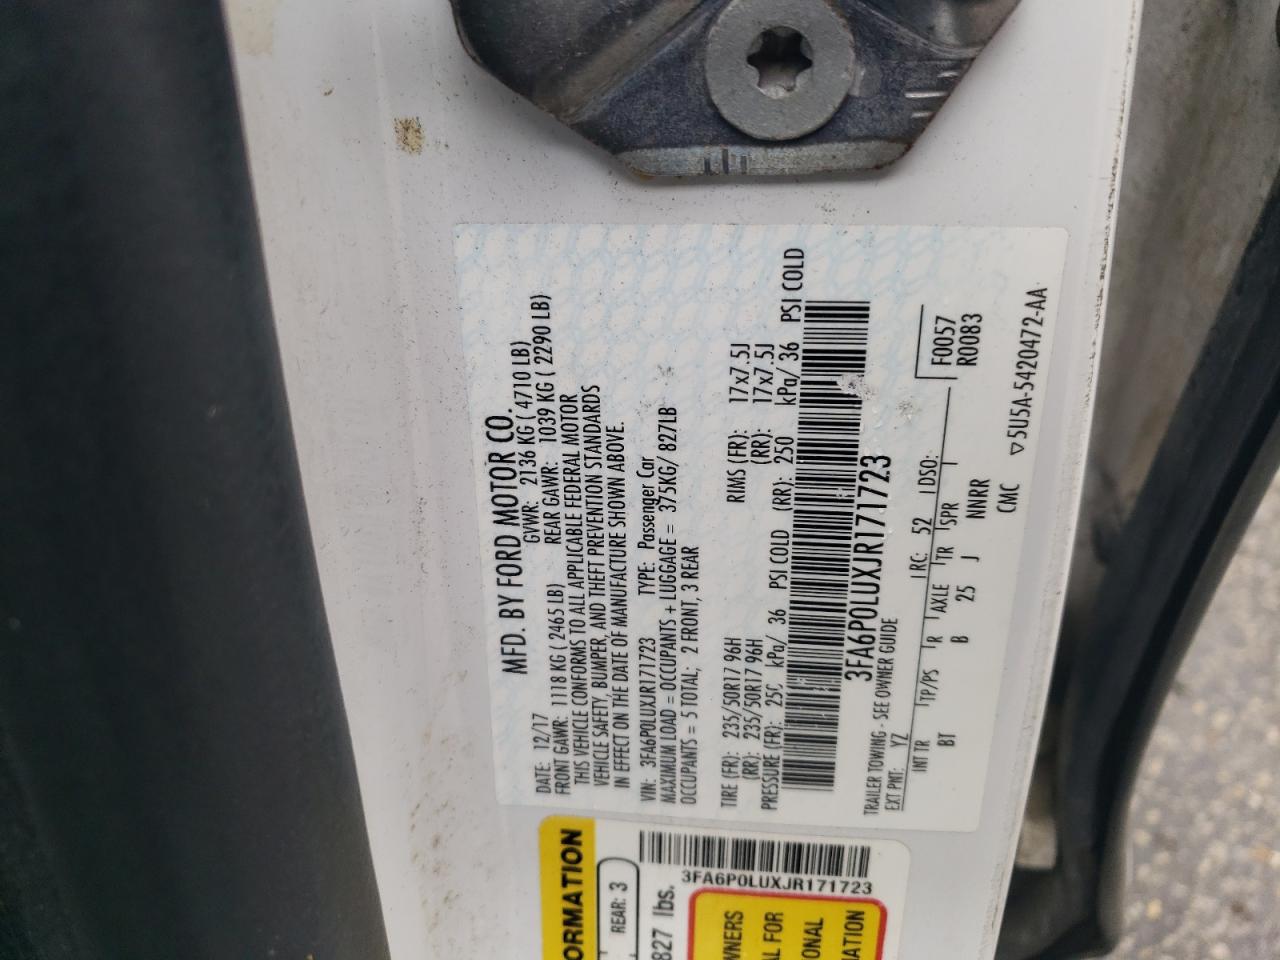 MFD. BY FORD MOTOR CO.
DATE: 12/17 GVWR: 2136 KG ( 4710 LB)
FRONT GAWR: 1118 KG ( 2465 LB) REAR GAWR: 1039 KG ( 2290 LB)
THIS VEHICLE CONFORMS TO ALL APPLICABLE FEDERAL MOTOR
VEHICLE SAFETY, BUMPER, AND THEFT PREVENTION STANDARDS
IN EFFECT ON THE DATE OF MANUFACTURE SHOWN ABOVE.
VIN: 3FA6P0LUXJR171723 TYPE: Passenger Car
MAXIMUM LOAD = OCCUPANTS + LUGGAGE = 375KG/ 827LB
OCCUPANTS = 5 TOTAL; 2 FRONT, 3 REAR
TIRE (FR): 235/50R17 96H RIMS (FR): 17x7.5J
(RR): 235/50R17 96H (RR): 17x7.5J
PRESSURE (FR): 250 kPa/ 36 PSI COLD (RR): 250 kPa/ 36 PSI COLD
3FA6P0LUXJR171723
TRAILER TOWING - SEE OWNER GUIDE
EXT PNT: YZ RC: 52 DSO: F0057
R0083
INT TR TP/PS R AXLE TR SPR
BT B 25 J NNRR
CMC
▽5U5A-5420472-AA
ORMATION
REAR: 3
827 lbs.
3FA6P0LUXJR171723
WNERS
AL FOR
ONAL
ATION